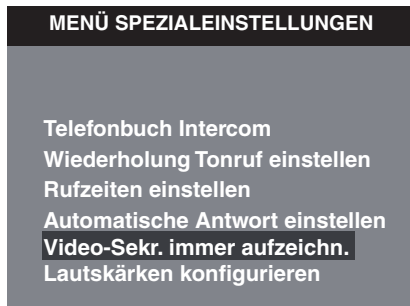 MENÜ SPEZIALEINSTELLUNGEN
Telefonbuch Intercom
Wiederholung Tonruf einstellen
Rufzeiten einstellen
Automatische Antwort einstellen
Video-Sekr. immer aufzeichn.
Lautskärken konfigurieren